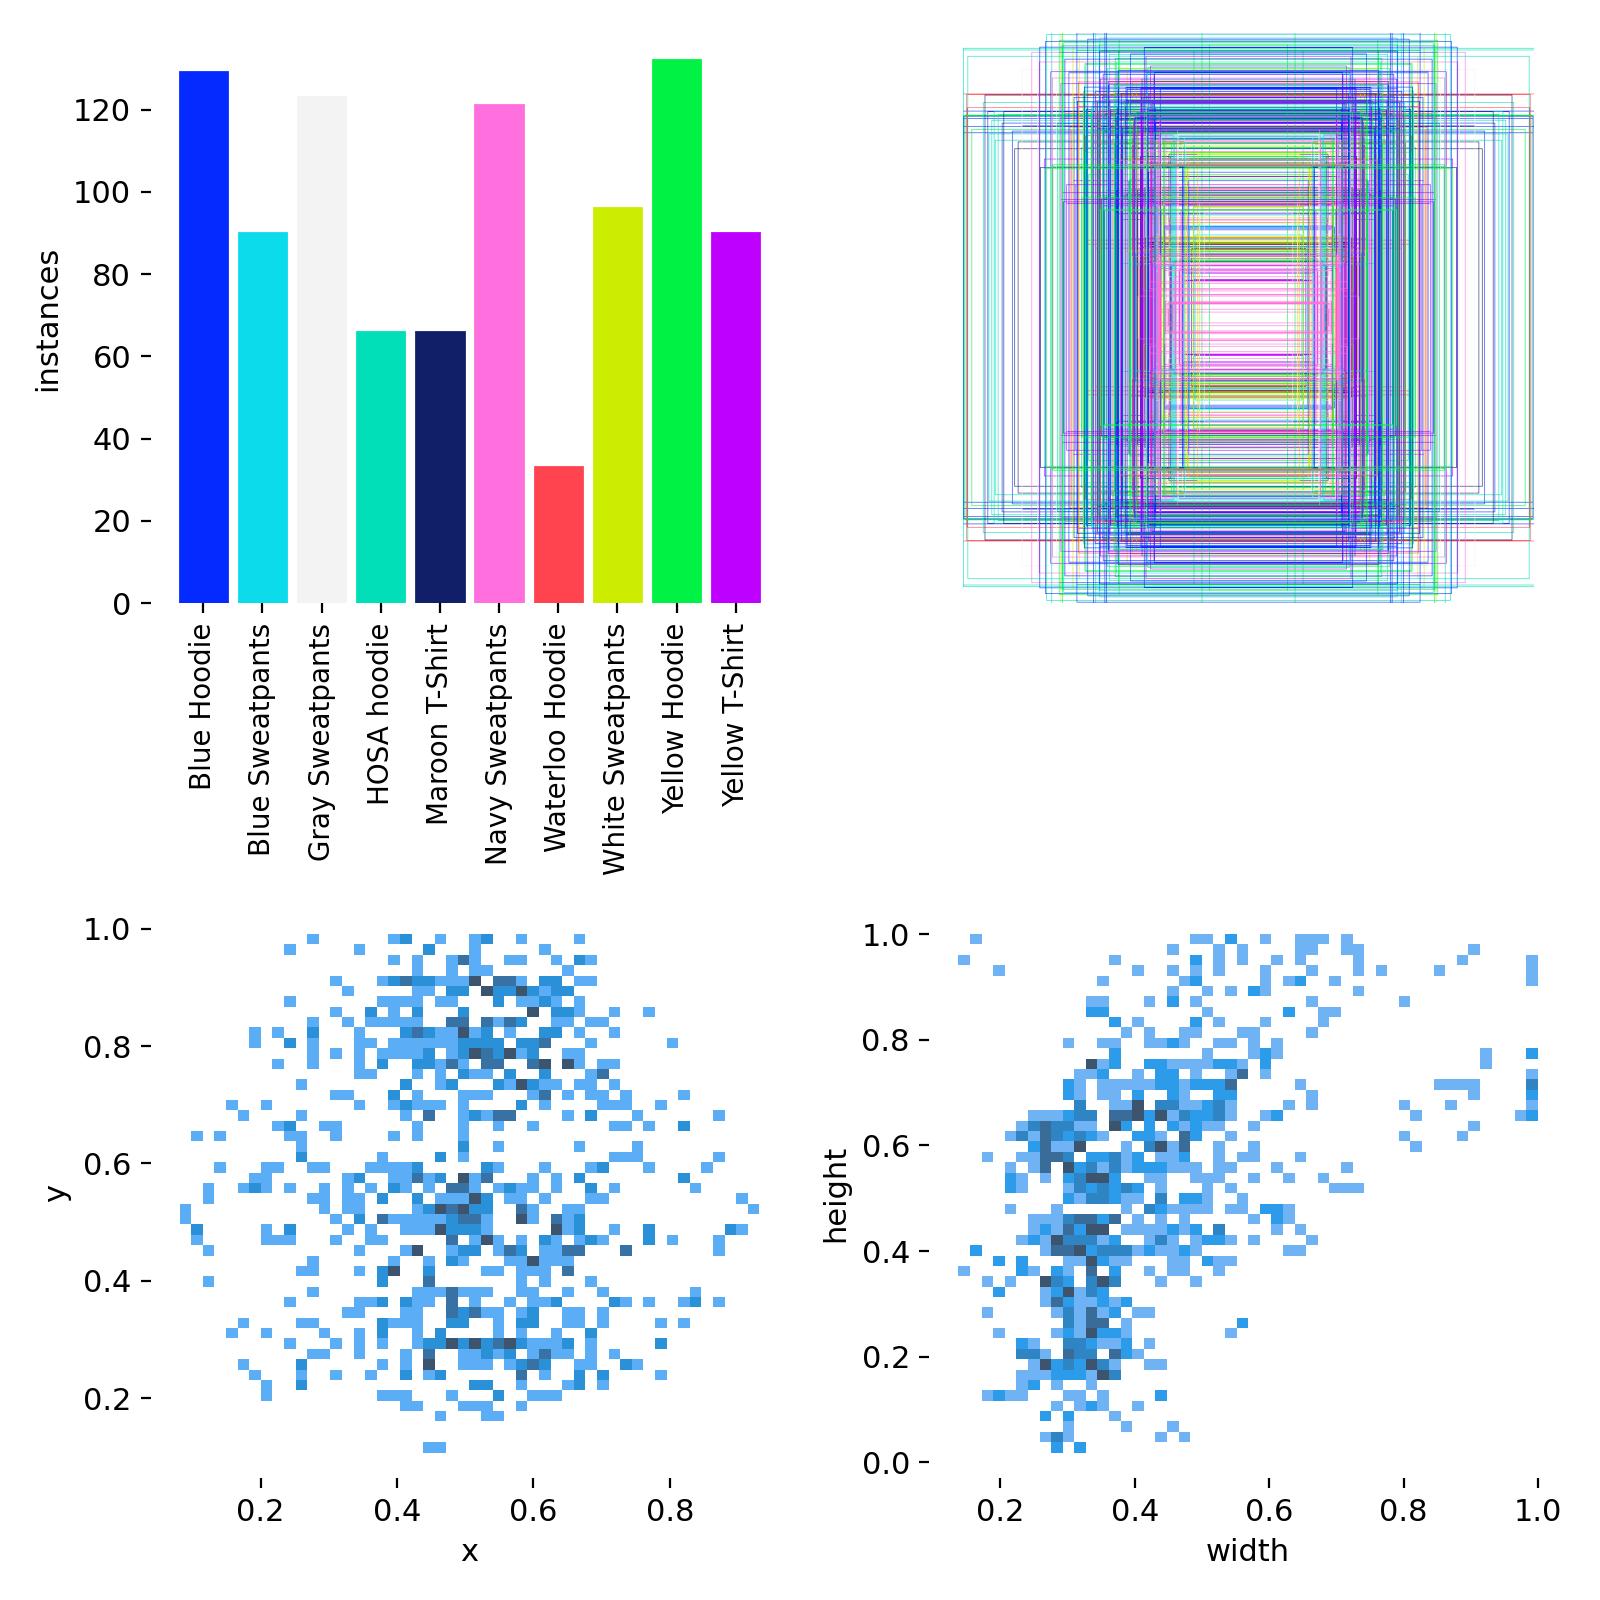 120
100
80
60
40
20
0
instances
Blue Hoodie
Blue Sweatpants
Gray Sweatpants
HOSA hoodie
Maroon T-Shirt
Navy Sweatpants
Waterloo Hoodie
White Sweatpants
Yellow Hoodie
Yellow T-Shirt
1.0
0.8
0.6
0.4
0.2
y
0.2 0.4 0.6 0.8
x
1.0
0.8
0.6
0.4
0.2
0.0
height
0.2 0.4 0.6 0.8 1.0
width